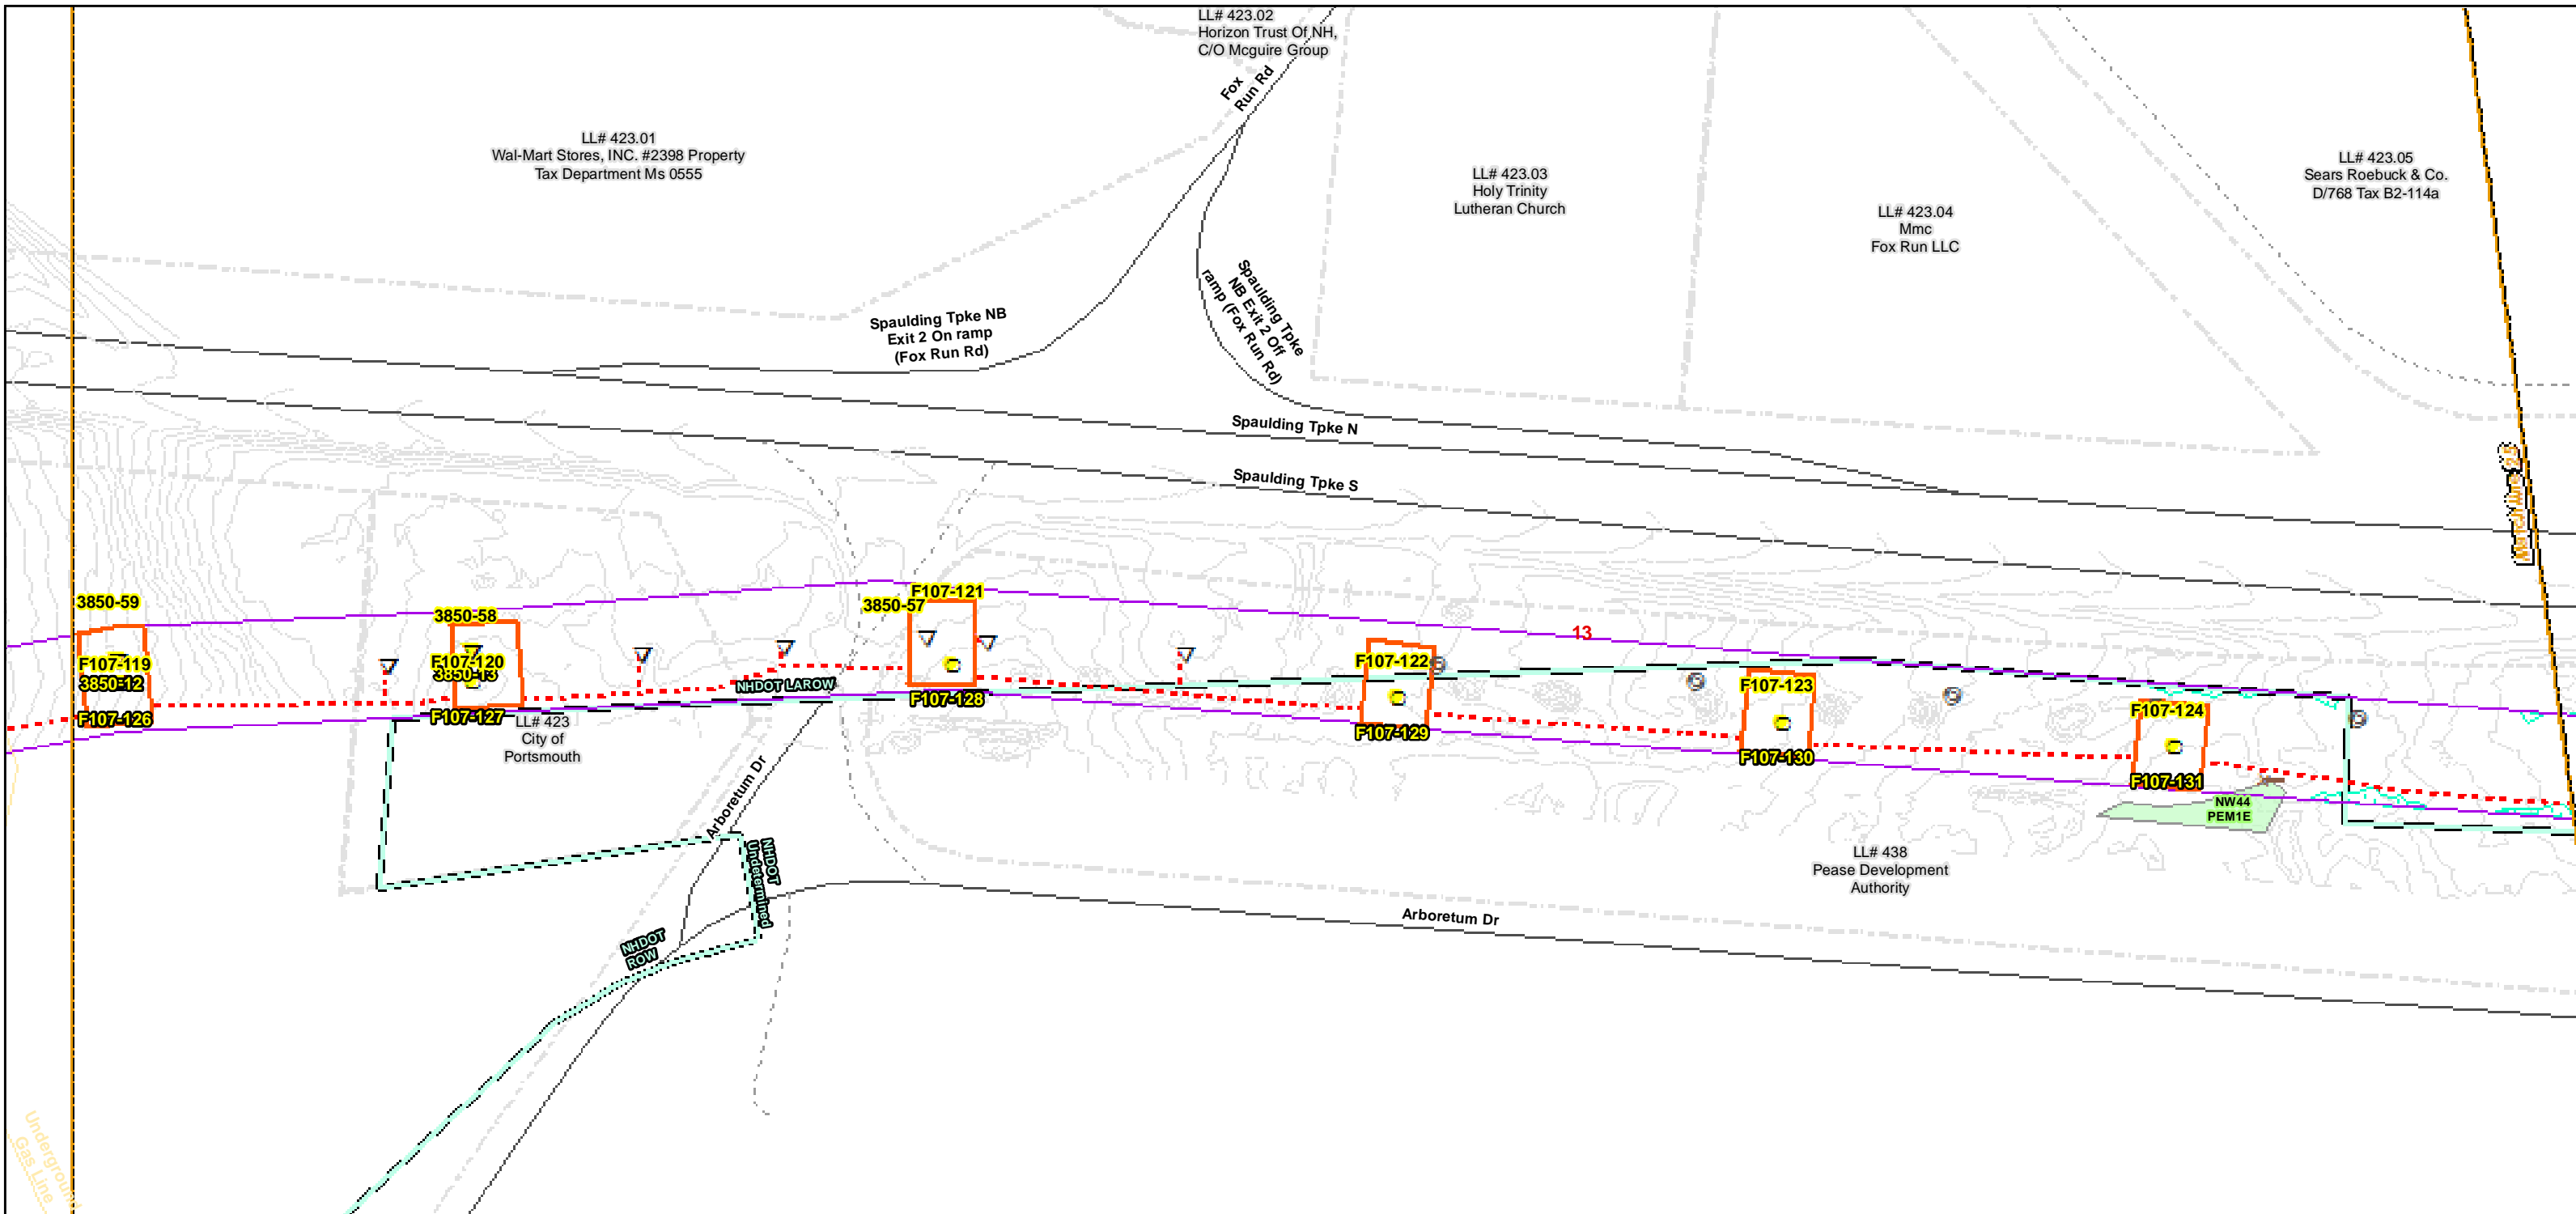 LL# 423.02
Horizon Trust Of NH,
C/O Mcguire Group
Fox
Run Rd
LL# 423.01
Wal-Mart Stores, INC. #2398 Property
Tax Department Ms 0555
LL# 423.03
Holy Trinity
Lutheran Church
LL# 423.04
Mmc
Fox Run LLC
LL# 423.05
Sears Roebuck & Co.
D/768 Tax B2-114a
Spaulding Tpke NB
Exit 2 On ramp
(Fox Run Rd)
Spaulding Tpke
NB Exit 2 Off
ramp (Fox Run Rd)
Spaulding Tpke N
Spaulding Tpke S
3850-59
F107-119
3850-12
F107-126
3850-58
F107-120
3850-13
F107-127
LL# 423
City of
Portsmouth
NHDOT LAROW
3850-57
F107-121
F107-128
F107-122
F107-129
13
F107-123
F107-130
F107-124
F107-131
NW44
PEM1E
LL# 438
Pease Development
Authority
Arboretum Dr
NHDOT
Undetermined
NHDOT
ROW
Arboretum Dr
Underground
Gas Line